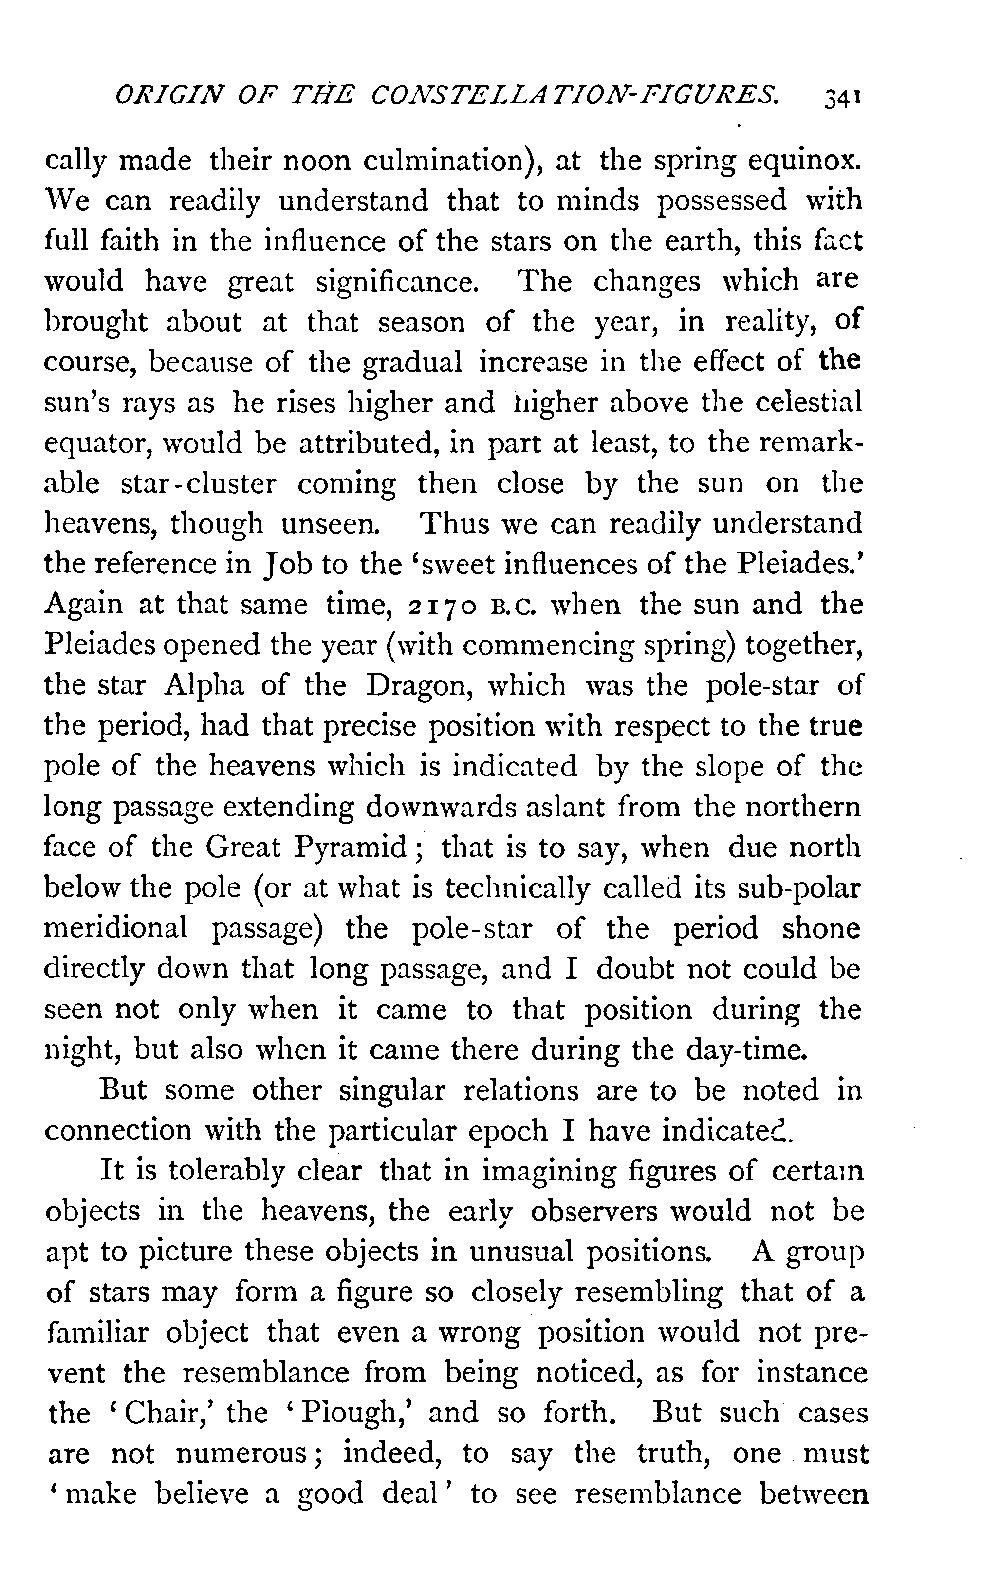 ORIGIN OF THE CONSTELLATION-FIGURES. 341
cally made their noon culmination), at the spring equinox.
We can readily understand that to minds possessed with
full faith in the influence of the stars on the earth, this fact
would have great significance. The changes which are
brought about at that season of the year, in reality, of
course, because of the gradual increase in the effect of the
sun's rays as he rises higher and higher above the celestial
equator, would be attributed, in part at least, to the remark-
able star-cluster coming then close by the sun on the
heavens, though unseen. Thus we can readily understand
the reference in Job to the ‘sweet influences of the Pleiades.’
Again at that same time, 2170 B.C. when the sun and the
Pleiades opened the year (with commencing spring) together,
the star Alpha of the Dragon, which was the pole-star of
the period, had that precise position with respect to the true
pole of the heavens which is indicated by the slope of the
long passage extending downwards aslant from the northern
face of the Great Pyramid; that is to say, when due north
below the pole (or at what is technically called its sub-polar
meridional passage) the pole-star of the period shone
directly down that long passage, and I doubt not could be
seen not only when it came to that position during the
night, but also when it came there during the day-time.
But some other singular relations are to be noted in
connection with the particular epoch I have indicated.
It is tolerably clear that in imagining figures of certain
objects in the heavens, the early observers would not be
apt to picture these objects in unusual positions. A group
of stars may form a figure so closely resembling that of a
familiar object that even a wrong position would not pre-
vent the resemblance from being noticed, as for instance
the ‘Chair,’ the ‘Plough,’ and so forth. But such cases
are not numerous; indeed, to say the truth, one must
‘make believe a good deal’ to see resemblance between